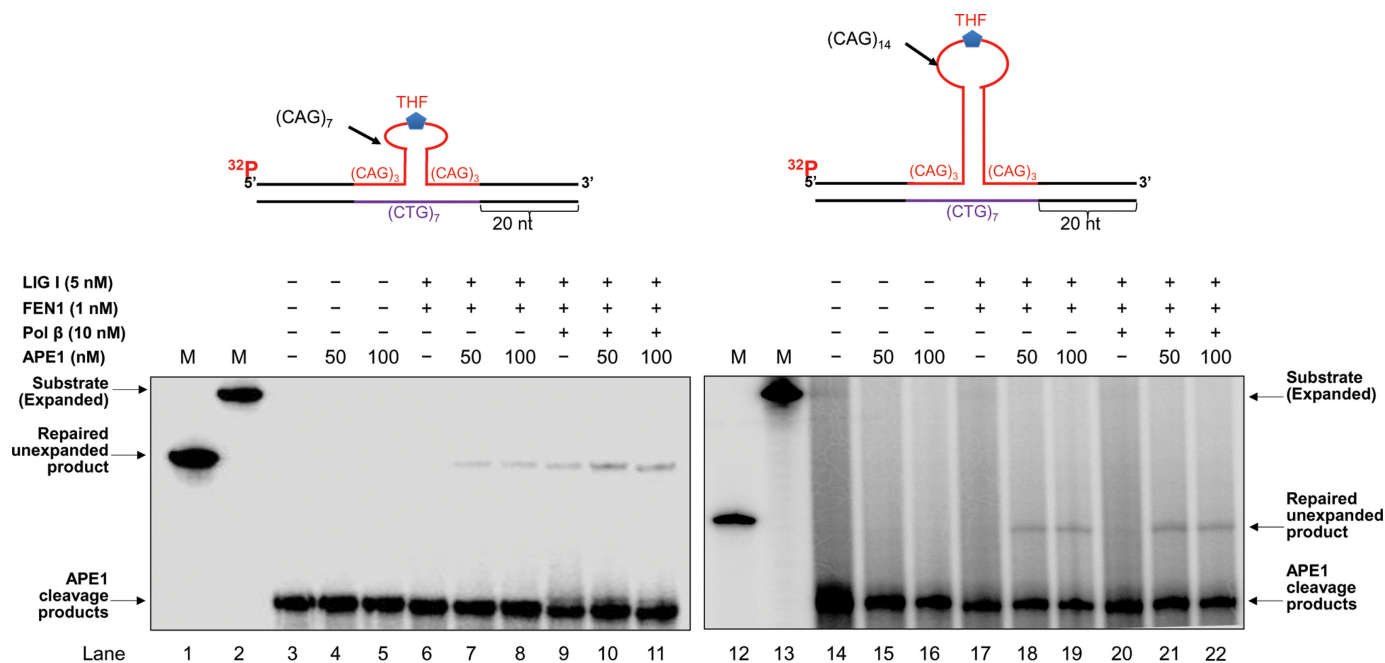 THF
(CAG)7
32P
5’
(CAG)3 (CAG)3
3’
(CTG)7
20 nt
THF
(CAG)14
32P
5’
(CAG)3 (CAG)3
3’
(CTG)7
20 nt
LIG I (5 nM) – – – + + + + + + – – – + + + + + +
FEN1 (1 nM) – – – + + + + + + – – – + + + + + +
Pol β (10 nM) – – – – – – + + + – – – – – – + + +
APE1 (nM) M M – 50 100 – 50 100 – 50 100 M M – 50 100 – 50 100 – 50 100
Substrate
(Expanded)
Repaired
unexpanded
product
APE1
cleavage
products
Substrate
(Expanded)
Repaired
unexpanded
product
APE1
cleavage
products
Lane 1 2 3 4 5 6 7 8 9 10 11 12 13 14 15 16 17 18 19 20 21 22